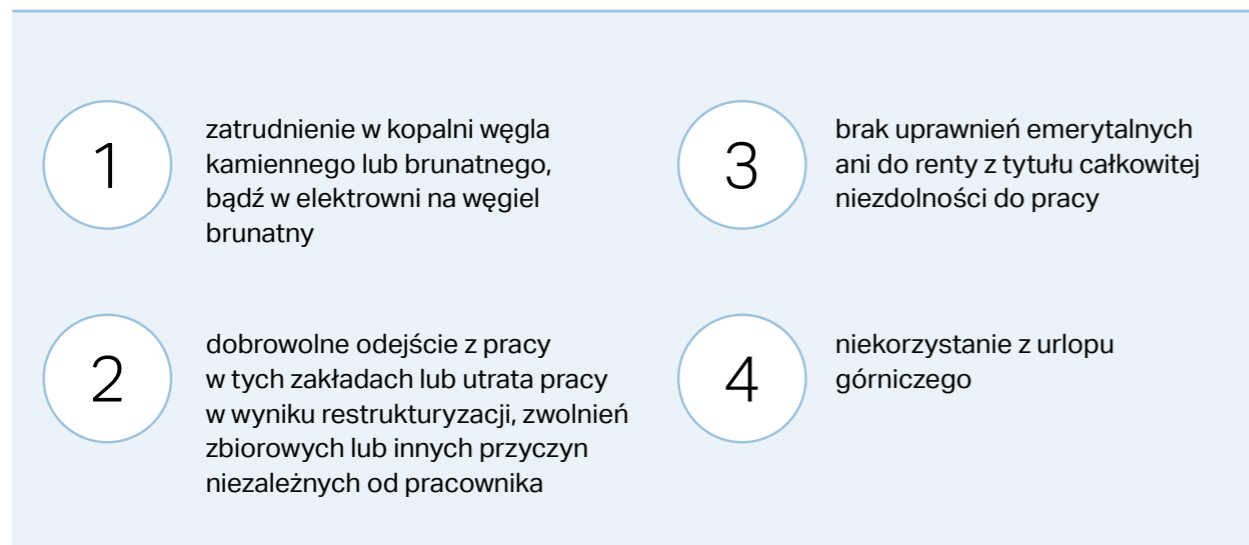 1
zatrudnienie w kopalni węgla
kamiennego lub brunatnego,
bądź w elektrowni na węgiel
brunatny
2
dobrowolne odejście z pracy
w tych zakładach lub utrata pracy
w wyniku restrukturyzacji, zwolnień
zbiorowych lub innych przyczyn
niezależnych od pracownika
3
brak uprawnień emerytalnych
ani do renty z tytułu całkowitej
niezdolności do pracy
4
niekorzystanie z urlopu
górniczego